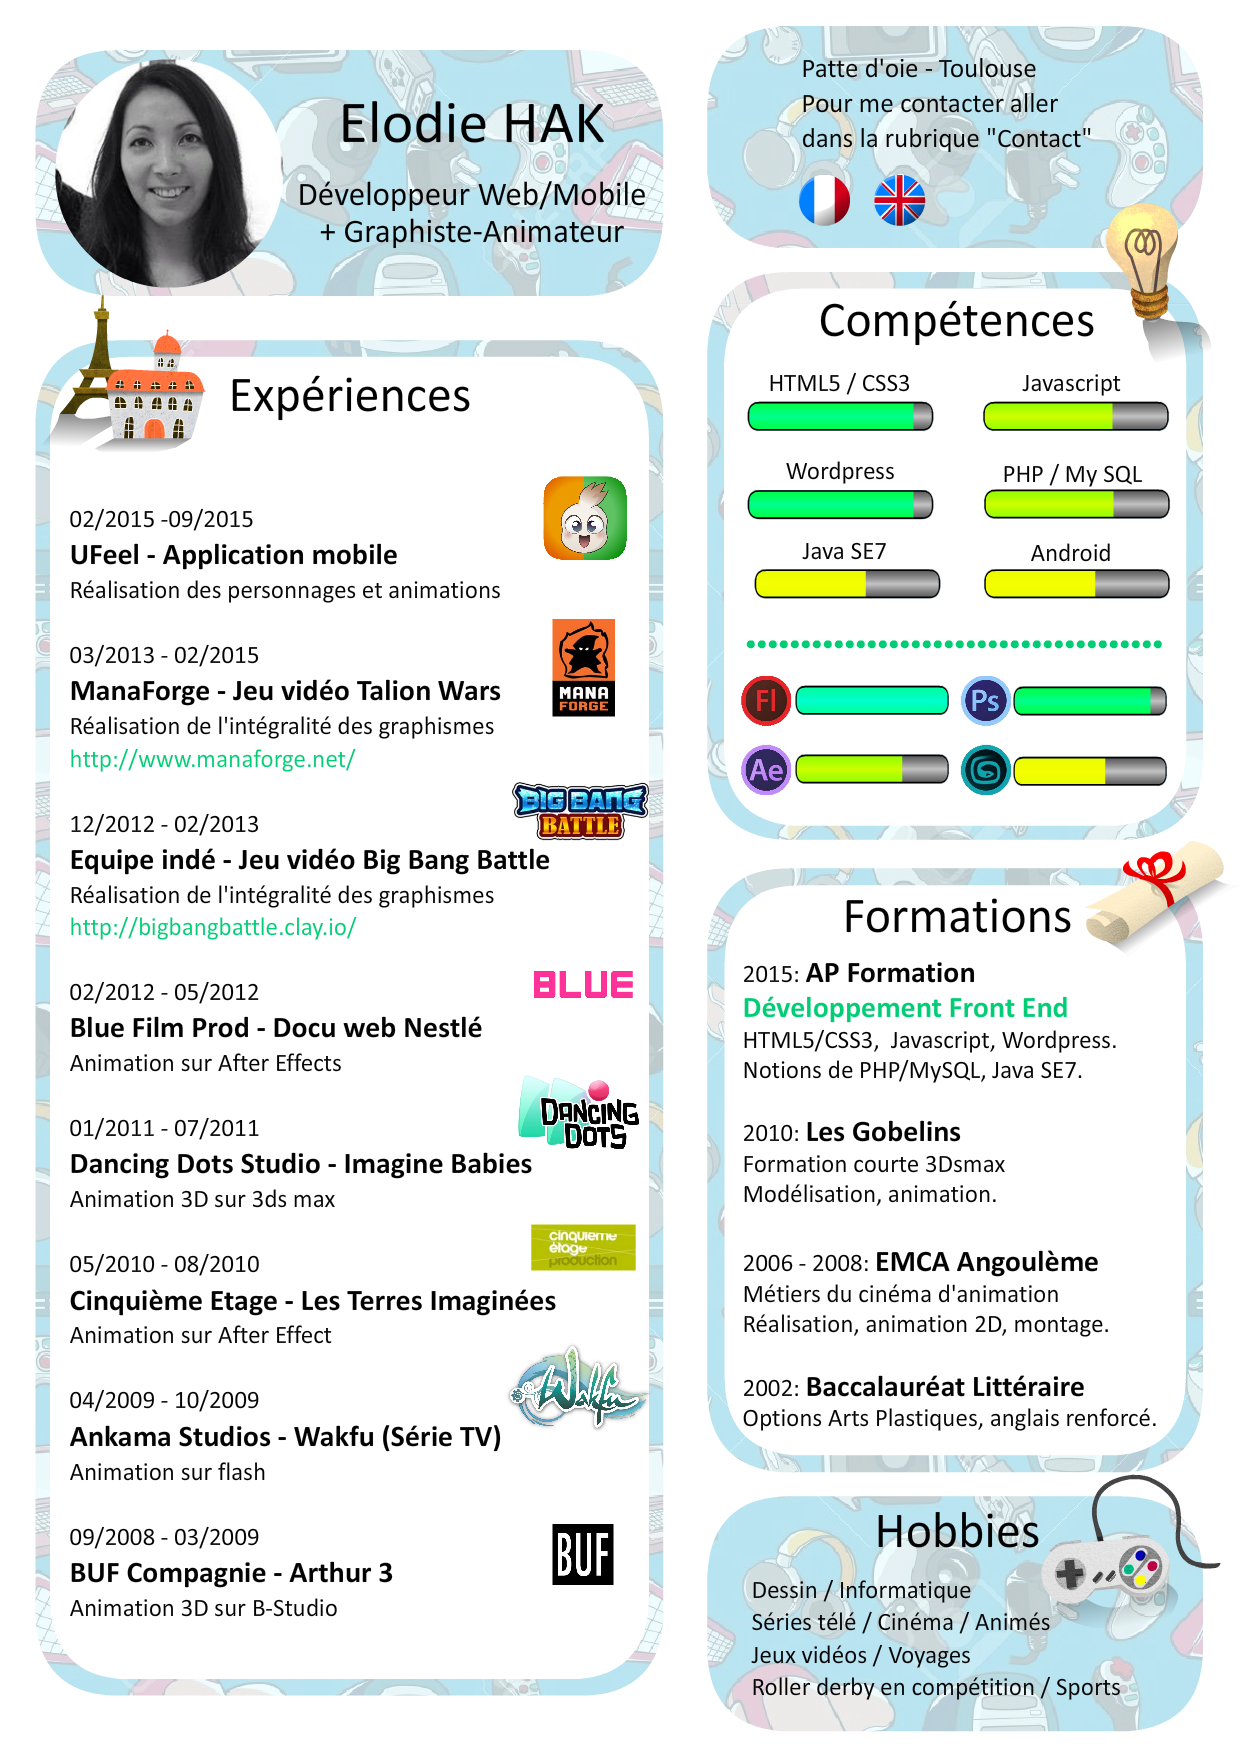 Elodie HAK
Développeur Web/Mobile
+ Graphiste-Animateur
Patte d'oie - Toulouse
Pour me contacter aller
dans la rubrique "Contact"
Expériences
02/2015 -09/2015
UFeel - Application mobile
Réalisation des personnages et animations
03/2013 - 02/2015
ManaForge - Jeu vidéo Talion Wars
Réalisation de l'intégralité des graphismes
http://www.manaforge.net/
MANA
FORGE
12/2012 - 02/2013
Equipe indé - Jeu vidéo Big Bang Battle
Réalisation de l'intégralité des graphismes
http://bigbangbattle.clay.io/
BIG BANG
BATTLE
02/2012 - 05/2012
Blue Film Prod - Docu web Nestlé
Animation sur After Effects
BLUE
01/2011 - 07/2011
Dancing Dots Studio - Imagine Babies
Animation 3D sur 3ds max
DANCING
DOTS
05/2010 - 08/2010
Cinquième Etage - Les Terres Imaginées
Animation sur After Effect
cinquieme
étage
production
04/2009 - 10/2009
Ankama Studios - Wakfu (Série TV)
Animation sur flash
Wakfu
09/2008 - 03/2009
BUF Compagnie - Arthur 3
Animation 3D sur B-Studio
BUF
Compétences
HTML5 / CSS3
Javascript
Wordpress
PHP / My SQL
Java SE7
Android
Fl
Ps
Ae
Formations
2015: AP Formation
Développement Front End
HTML5/CSS3,  Javascript, Wordpress.
Notions de PHP/MySQL, Java SE7.
2010: Les Gobelins
Formation courte 3Dsmax
Modélisation, animation.
2006 - 2008: EMCA Angoulème
Métiers du cinéma d'animation
Réalisation, animation 2D, montage.
2002: Baccalauréat Littéraire
Options Arts Plastiques, anglais renforcé.
Hobbies
Dessin / Informatique
Séries télé / Cinéma / Animés
Jeux vidéos / Voyages
Roller derby en compétition / Sports